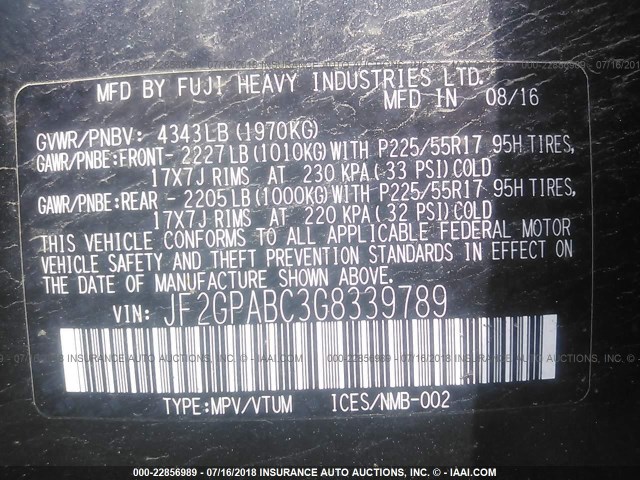 MFD BY FUJI HEAVY INDUSTRIES LTD.
MFD IN 08/16
GVWR/PNBV: 4343LB(1970KG)
GAWR/PNBE:FRONT-2227LB(1010KG)WITH P225/55R17 95H TIRES,
17X7J RIMS AT 230 KPA(33 PSI)COLD
GAWR/PNBE:REAR -2205LB(1000KG)WITH P225/55R17 95H TIRES,
17X7J RIMS AT 220 KPA(32 PSI)COLD
THIS VEHICLE CONFORMS TO ALL APPLICABLE FEDERAL MOTOR
VEHICLE SAFETY AND THEFT PREVENTION STANDARDS IN EFFECT ON
THE DATE OF MANUFACTURE SHOWN ABOVE.
VIN: JF2GPABC3G8339789
TYPE:MPV/VTUM ICES/NMB-002
000-22856989 - 07/16/2018 INSURANCE AUTO AUCTIONS, INC. (C) - IAAI.COM